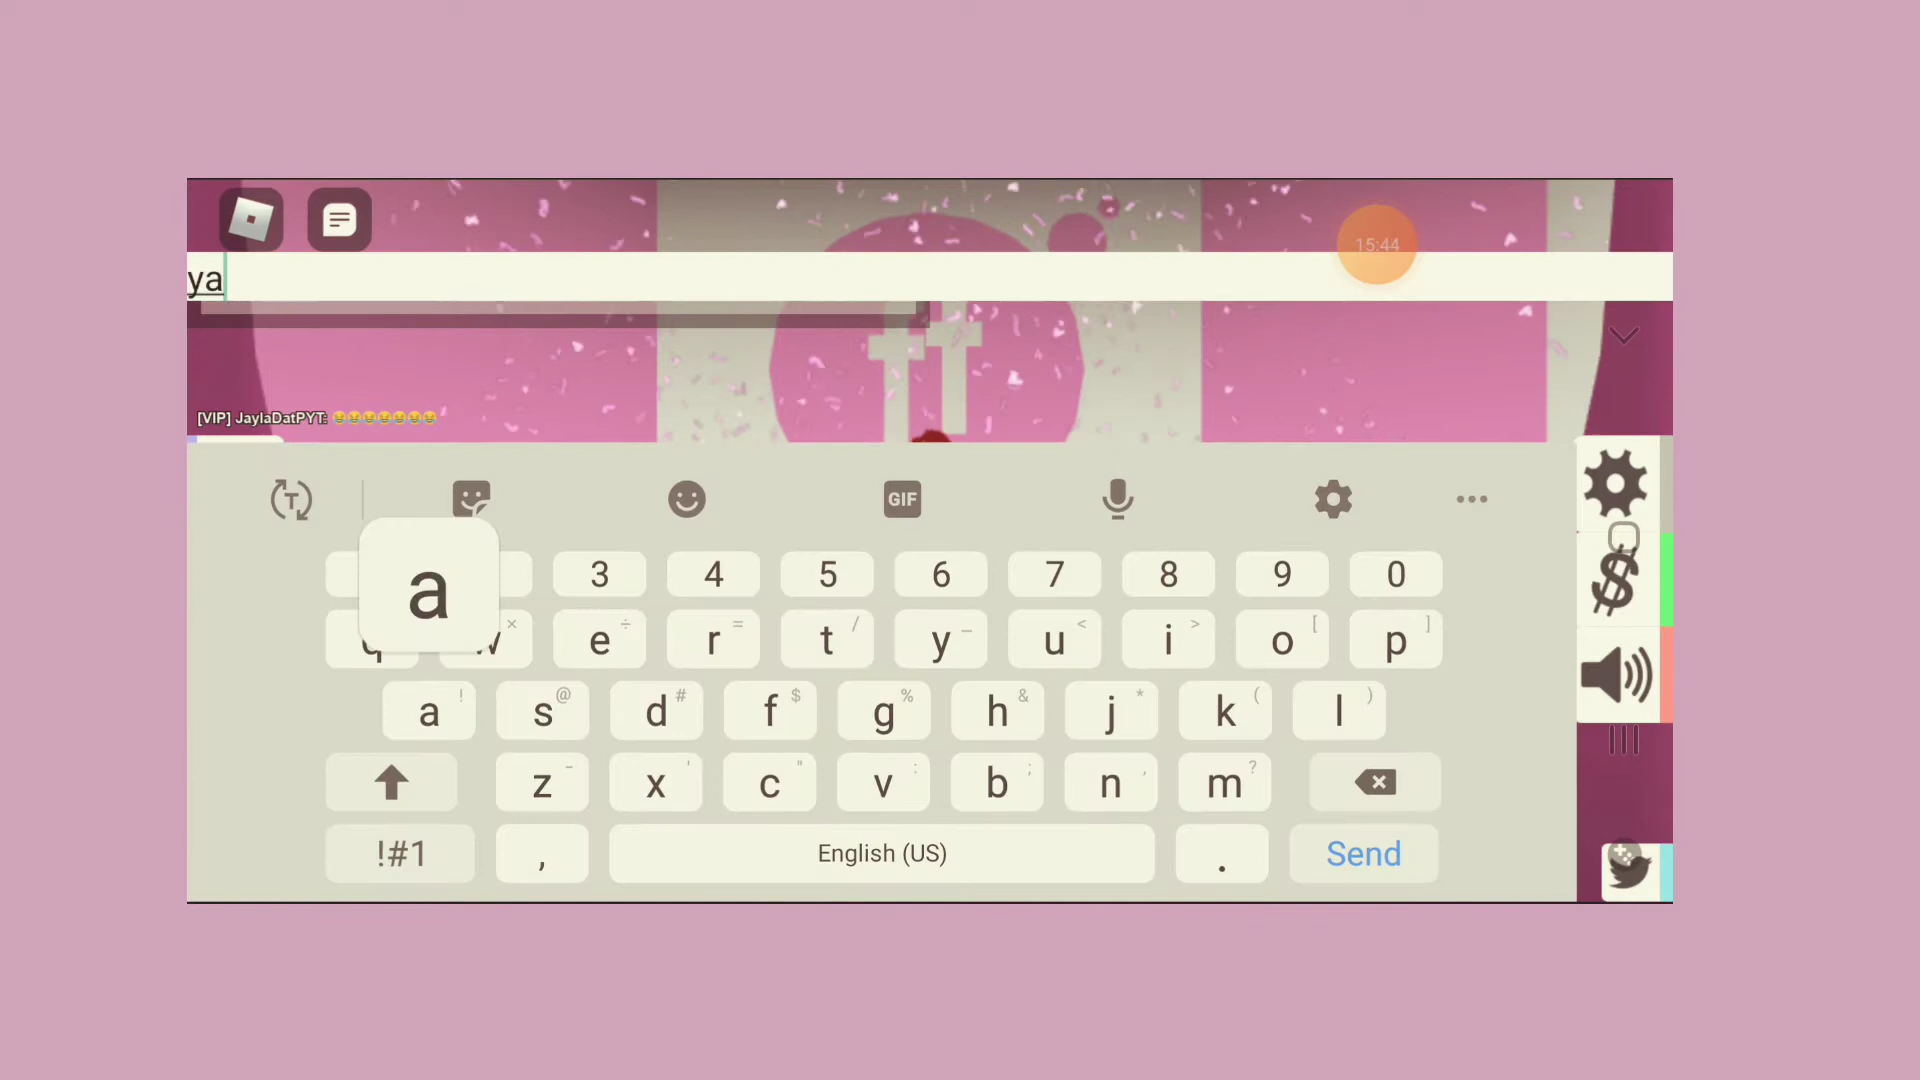 15:44
ya
[VIP] JaylaDatPYT: 😆😆😆😆😆😆😆
T
GIF
a
3 4 5 6 7 8 9 0
q w × e ÷ r = t / y _ u < i > o [ p ]
a ! s @ d # f $ g % h & j * k ( l )
z - x ' c " v : b ; n , m ?
!#1 , English (US) . Send
$